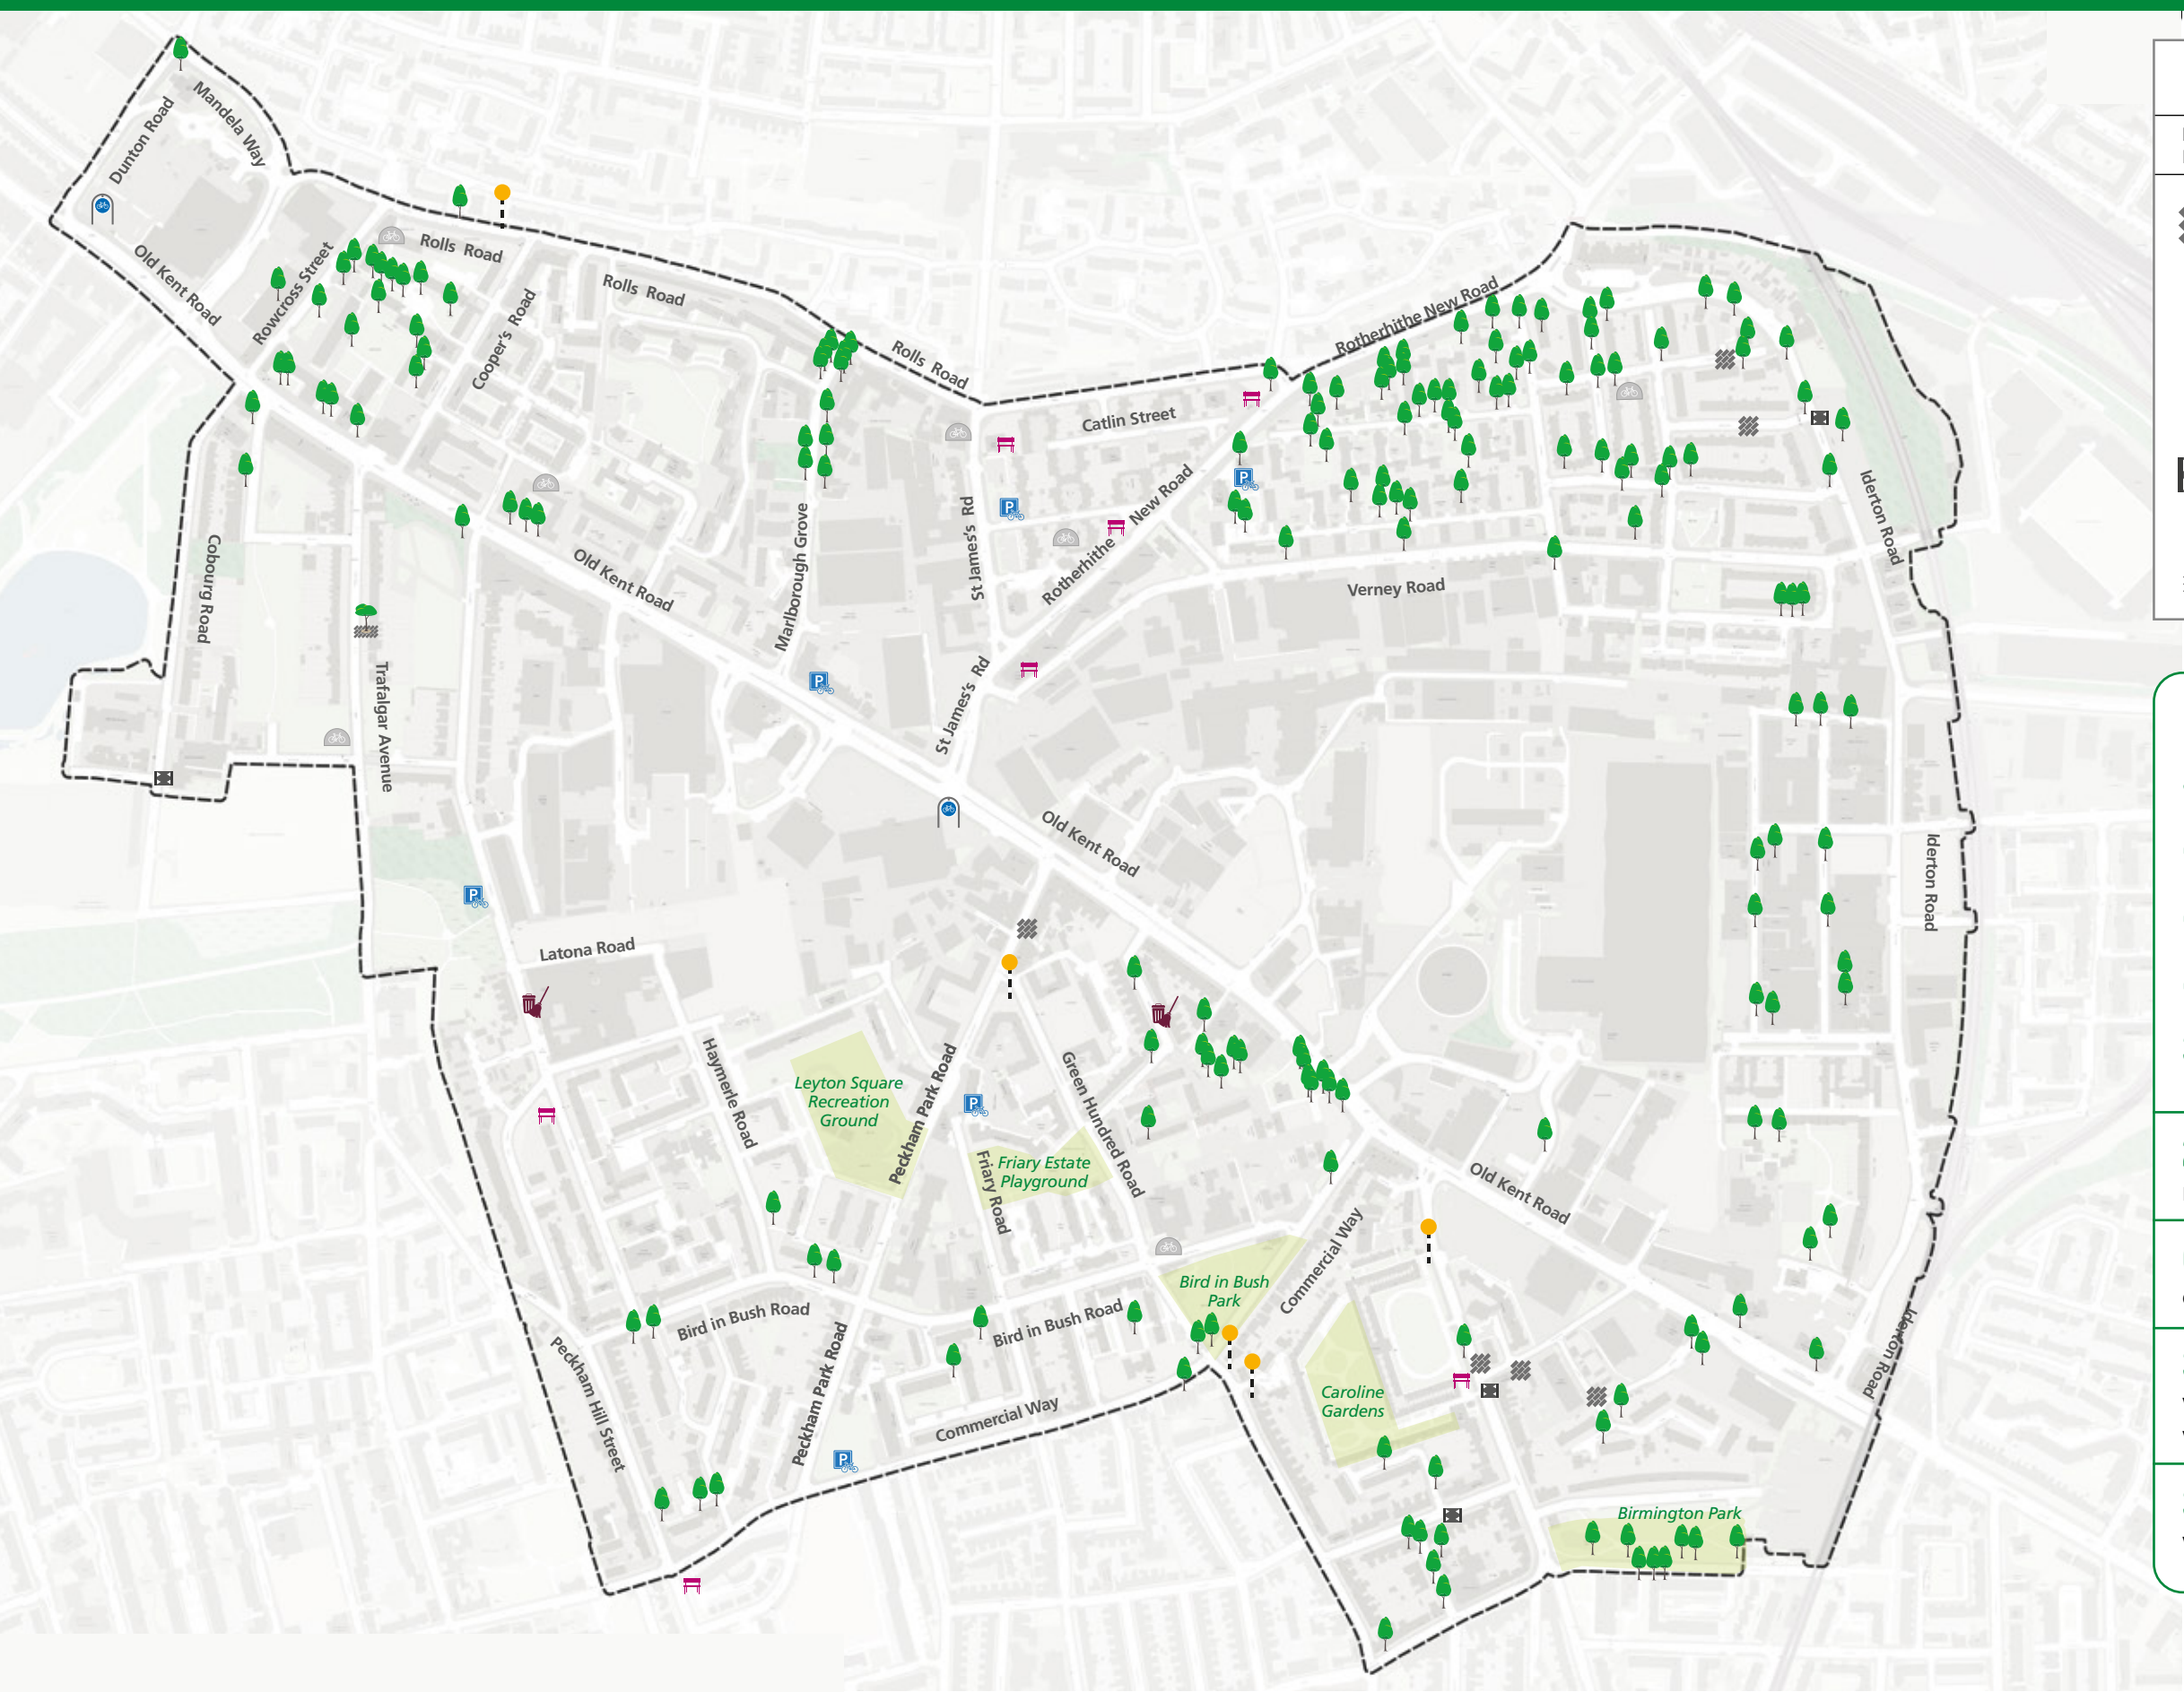 Mandela Way
Dunton Road
Old Kent Road
Rowcross Street
Rolls Road
Cooper's Road
Rolls Road
Rolls Road
Catlin Street
Rotherhithe New Road
Rotherhithe New Road
Ilderton Road
Cobourg Road
Trafalgar Avenue
Old Kent Road
Marlborough Grove
St James's Rd
St James's Rd
Verney Road
Old Kent Road
Ilderton Road
Latona Road
Haymerle Road
Leyton Square
Recreation
Ground
Peckham Park Road
Green Hundred Road
Friary Road
Friary Estate
Playground
Old Kent Road
Commercial Way
Bird in Bush
Park
Bird in Bush Road
Bird in Bush Road
Peckham Hill Street
Peckham Park Road
Commercial Way
Caroline
Gardens
Ilderton Road
Birmington Park
P
P
P
P
P
P